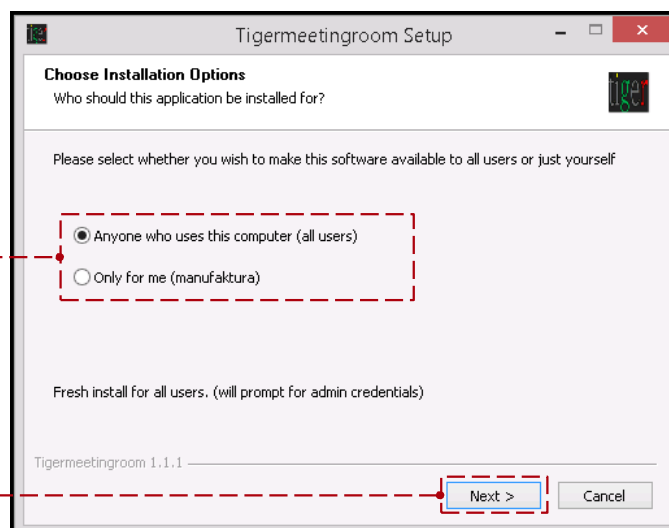 Tigermeetingroom Setup
Choose Installation Options
Who should this application be installed for?
tiger
Please select whether you wish to make this software available to all users or just yourself
Anyone who uses this computer (all users)
Only for me (manufaktura)
Fresh install for all users. (will prompt for admin credentials)
Tigermeetingroom 1.1.1
Next >
Cancel